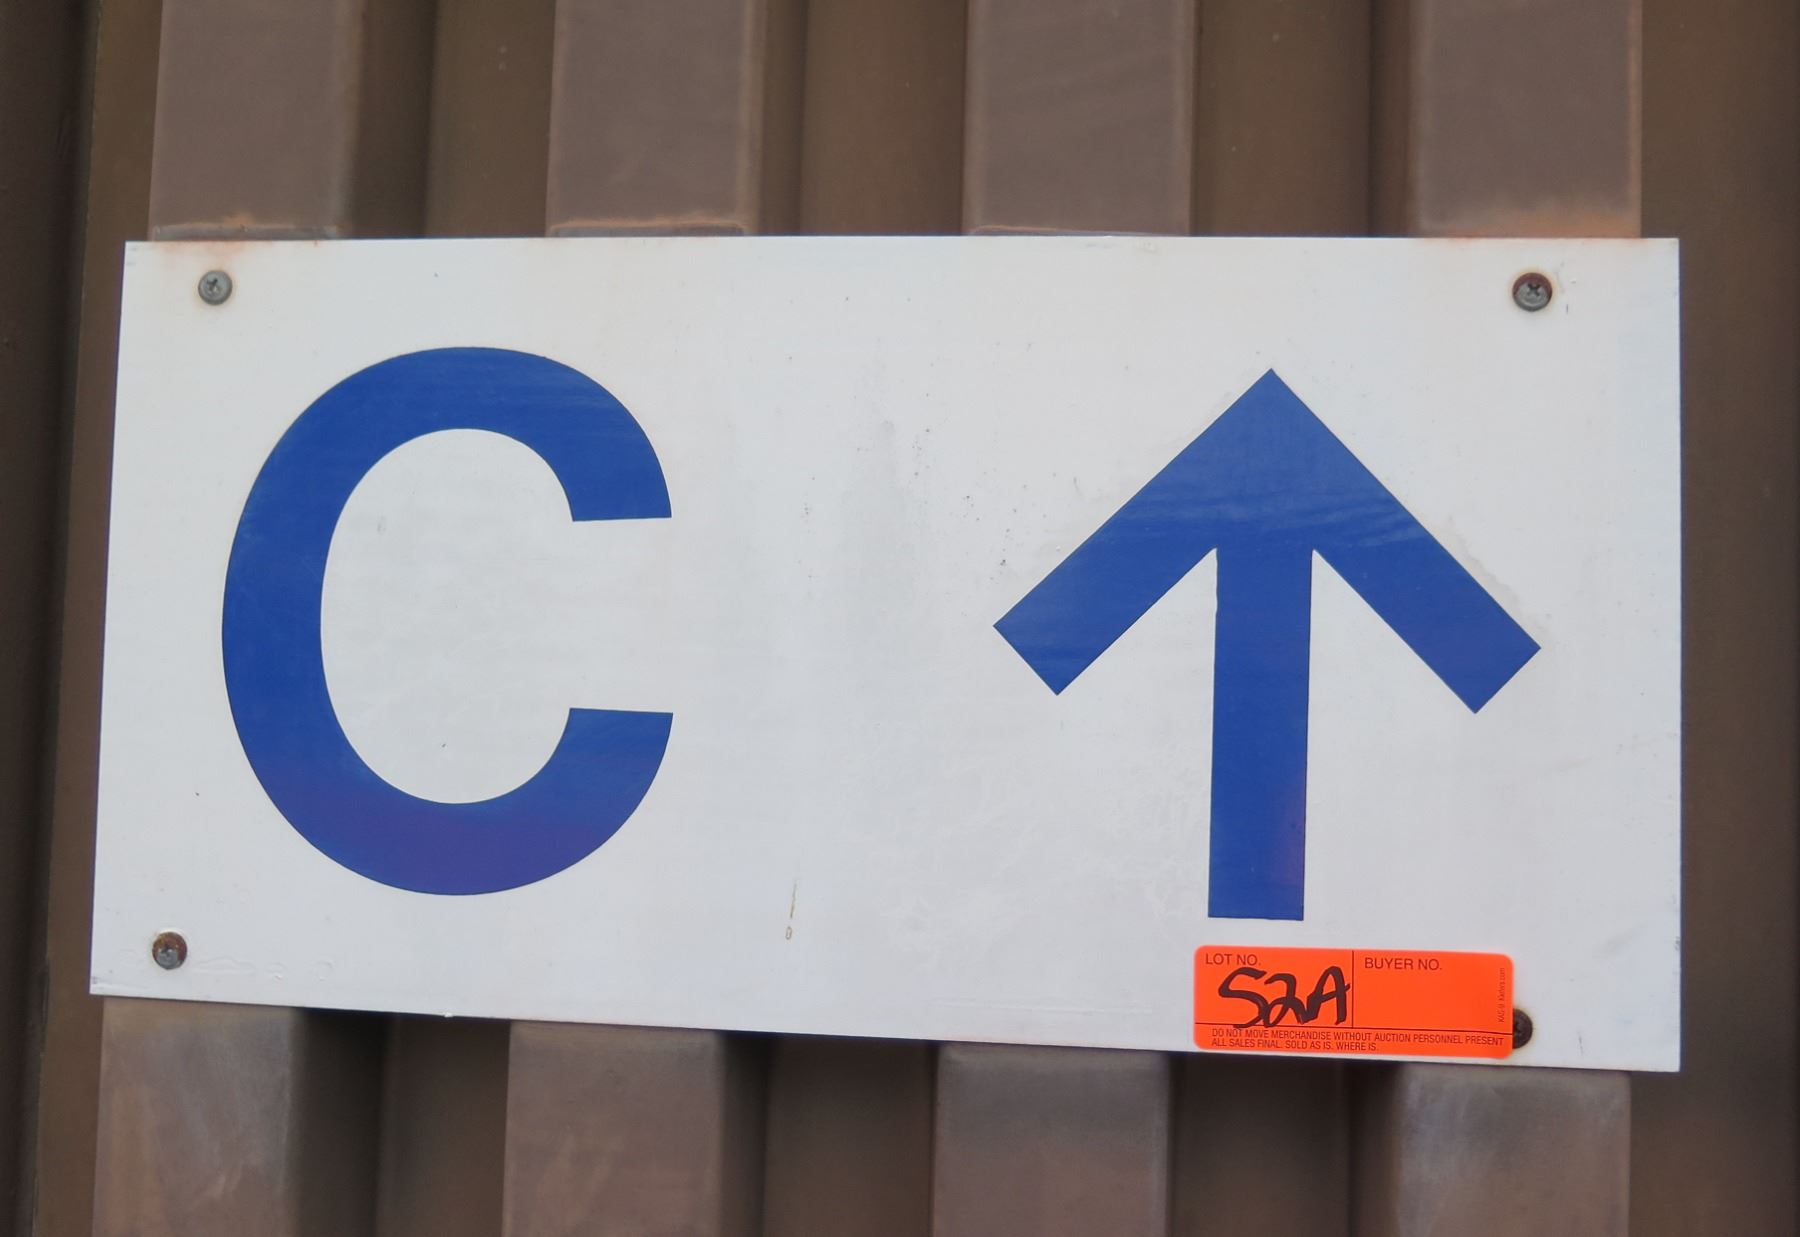 C ↑
LOT NO. BUYER NO.
52A
DO NOT MOVE MERCHANDISE WITHOUT AUCTION PERSONNEL PRESENT
ALL SALES FINAL. SOLD AS IS. WHERE IS.